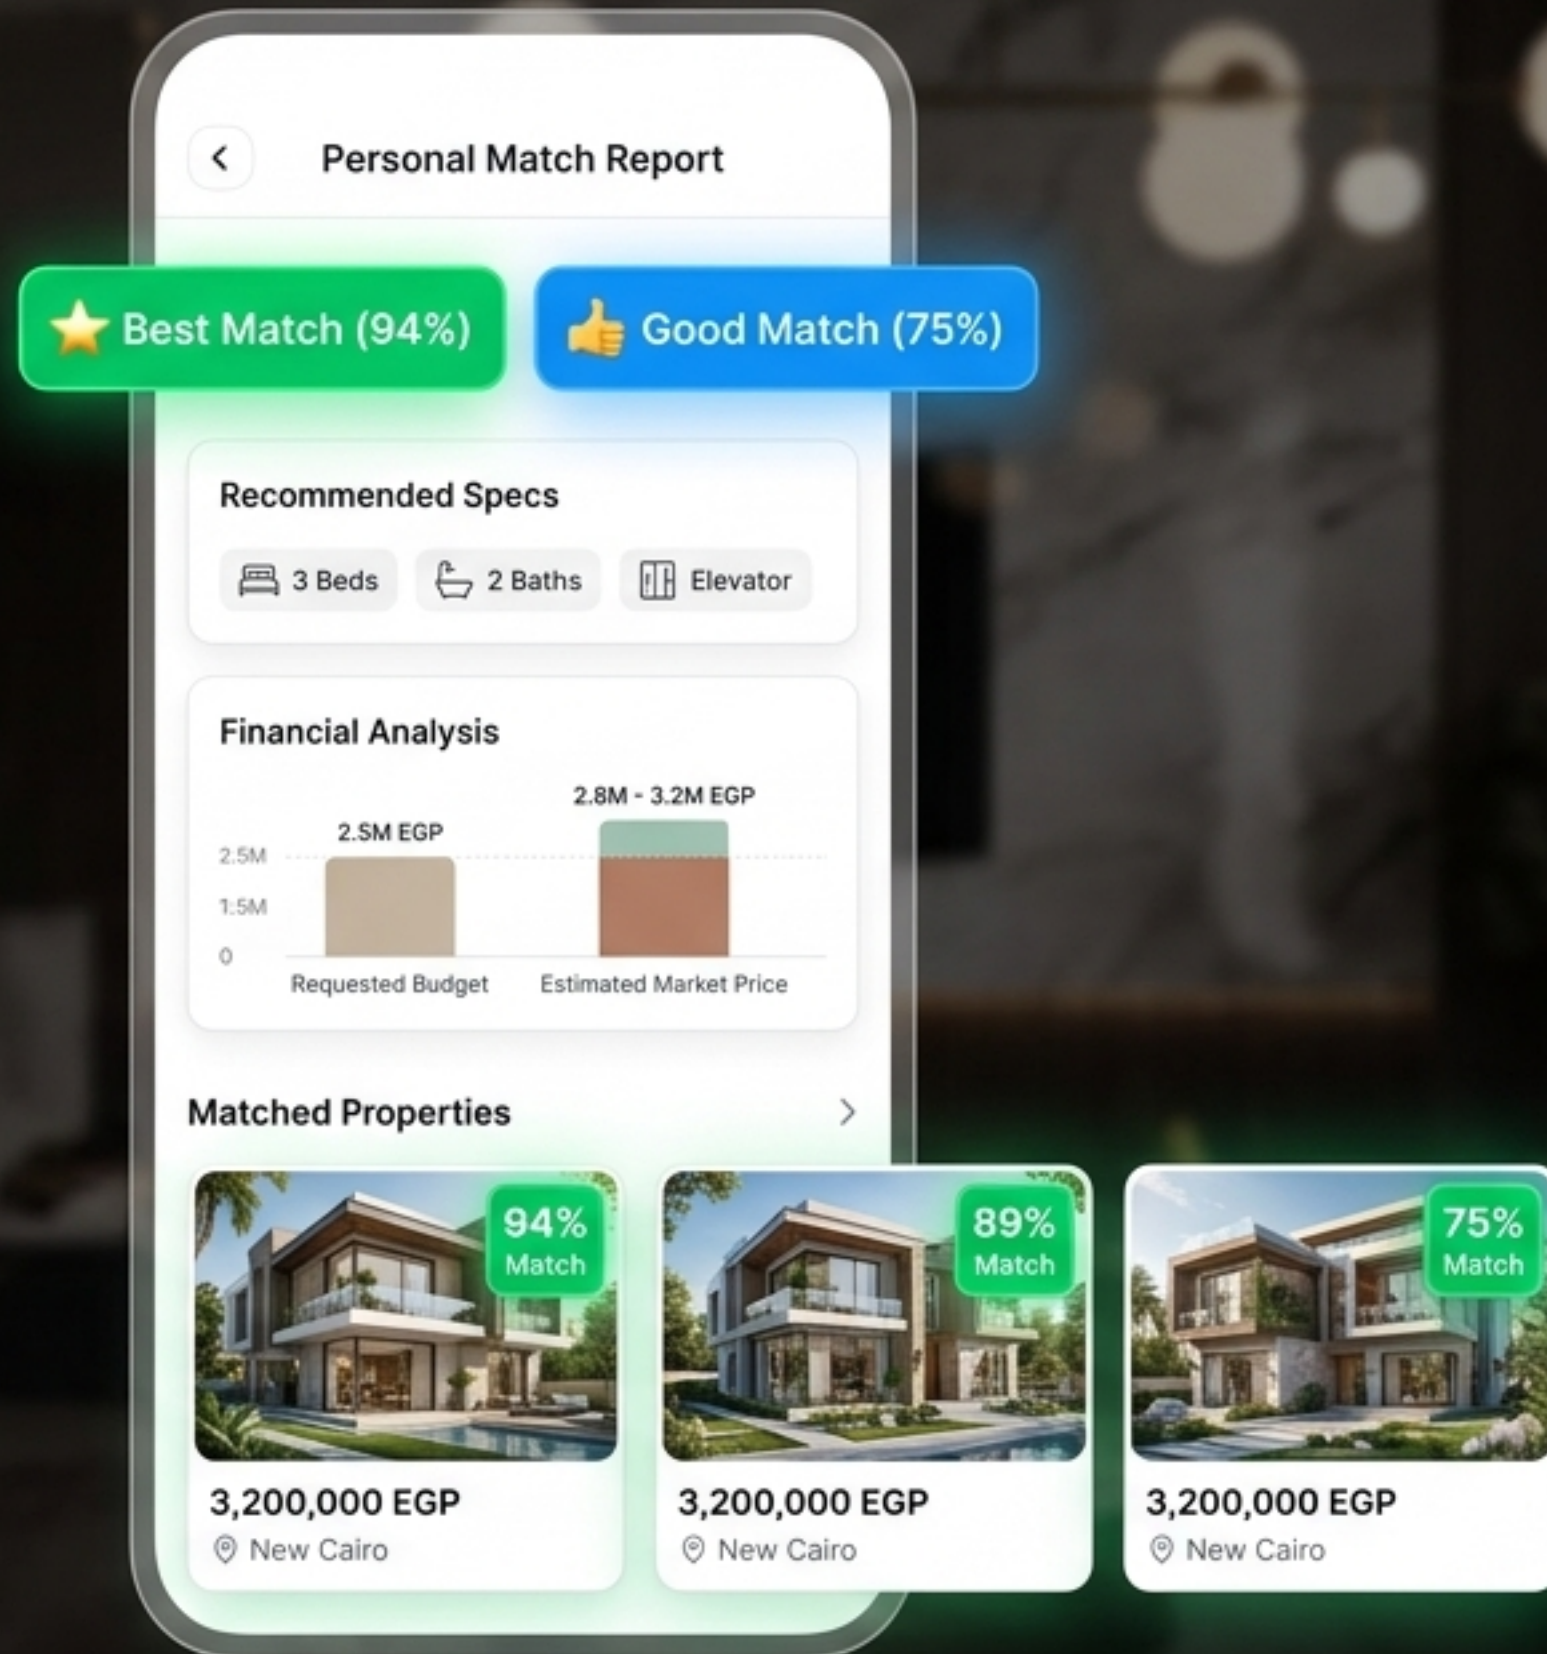 Personal Match Report
⭐ Best Match (94%)
👍 Good Match (75%)
Recommended Specs
3 Beds
2 Baths
Elevator
Financial Analysis
2.8M - 3.2M EGP
2.5M EGP
2.5M
1:5M
0
Requested Budget
Estimated Market Price
Matched Properties
94%
Match
89%
Match
75%
Match
3,200,000 EGP
New Cairo
3,200,000 EGP
New Cairo
3,200,000 EGP
New Cairo